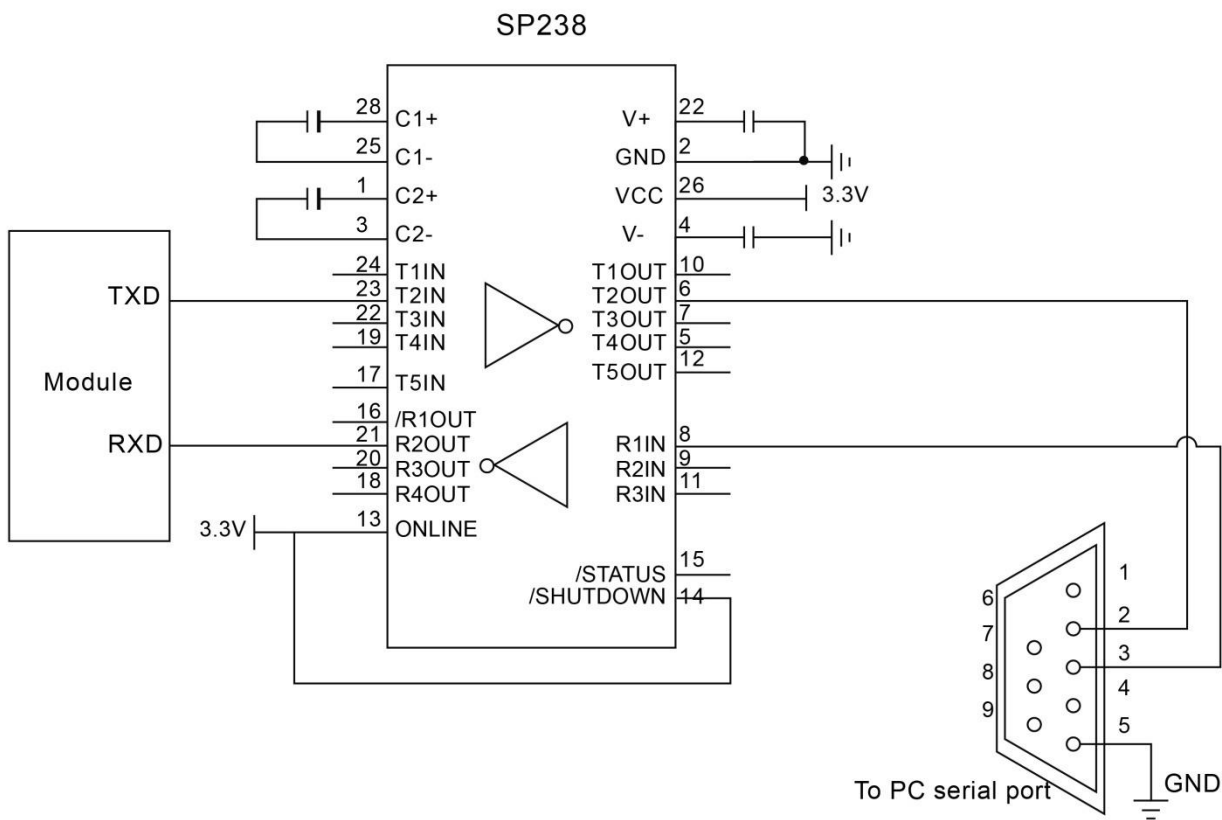 SP238
28 C1+
25 C1-
1 C2+
3 C2-
24 T1IN
23 T2IN
22 T3IN
19 T4IN
17 T5IN
16 /R1OUT
21 R2OUT
20 R3OUT
18 R4OUT
13 ONLINE
3.3V
V+ 22
GND 2
VCC 26
3.3V
V- 4
T1OUT 10
T2OUT 6
T3OUT 7
T4OUT 5
T5OUT 12
R1IN 8
R2IN 9
R3IN 11
/STATUS 15
/SHUTDOWN 14
TXD
Module
RXD
1
6
2
7
3
8
4
9
5
To PC serial port
GND